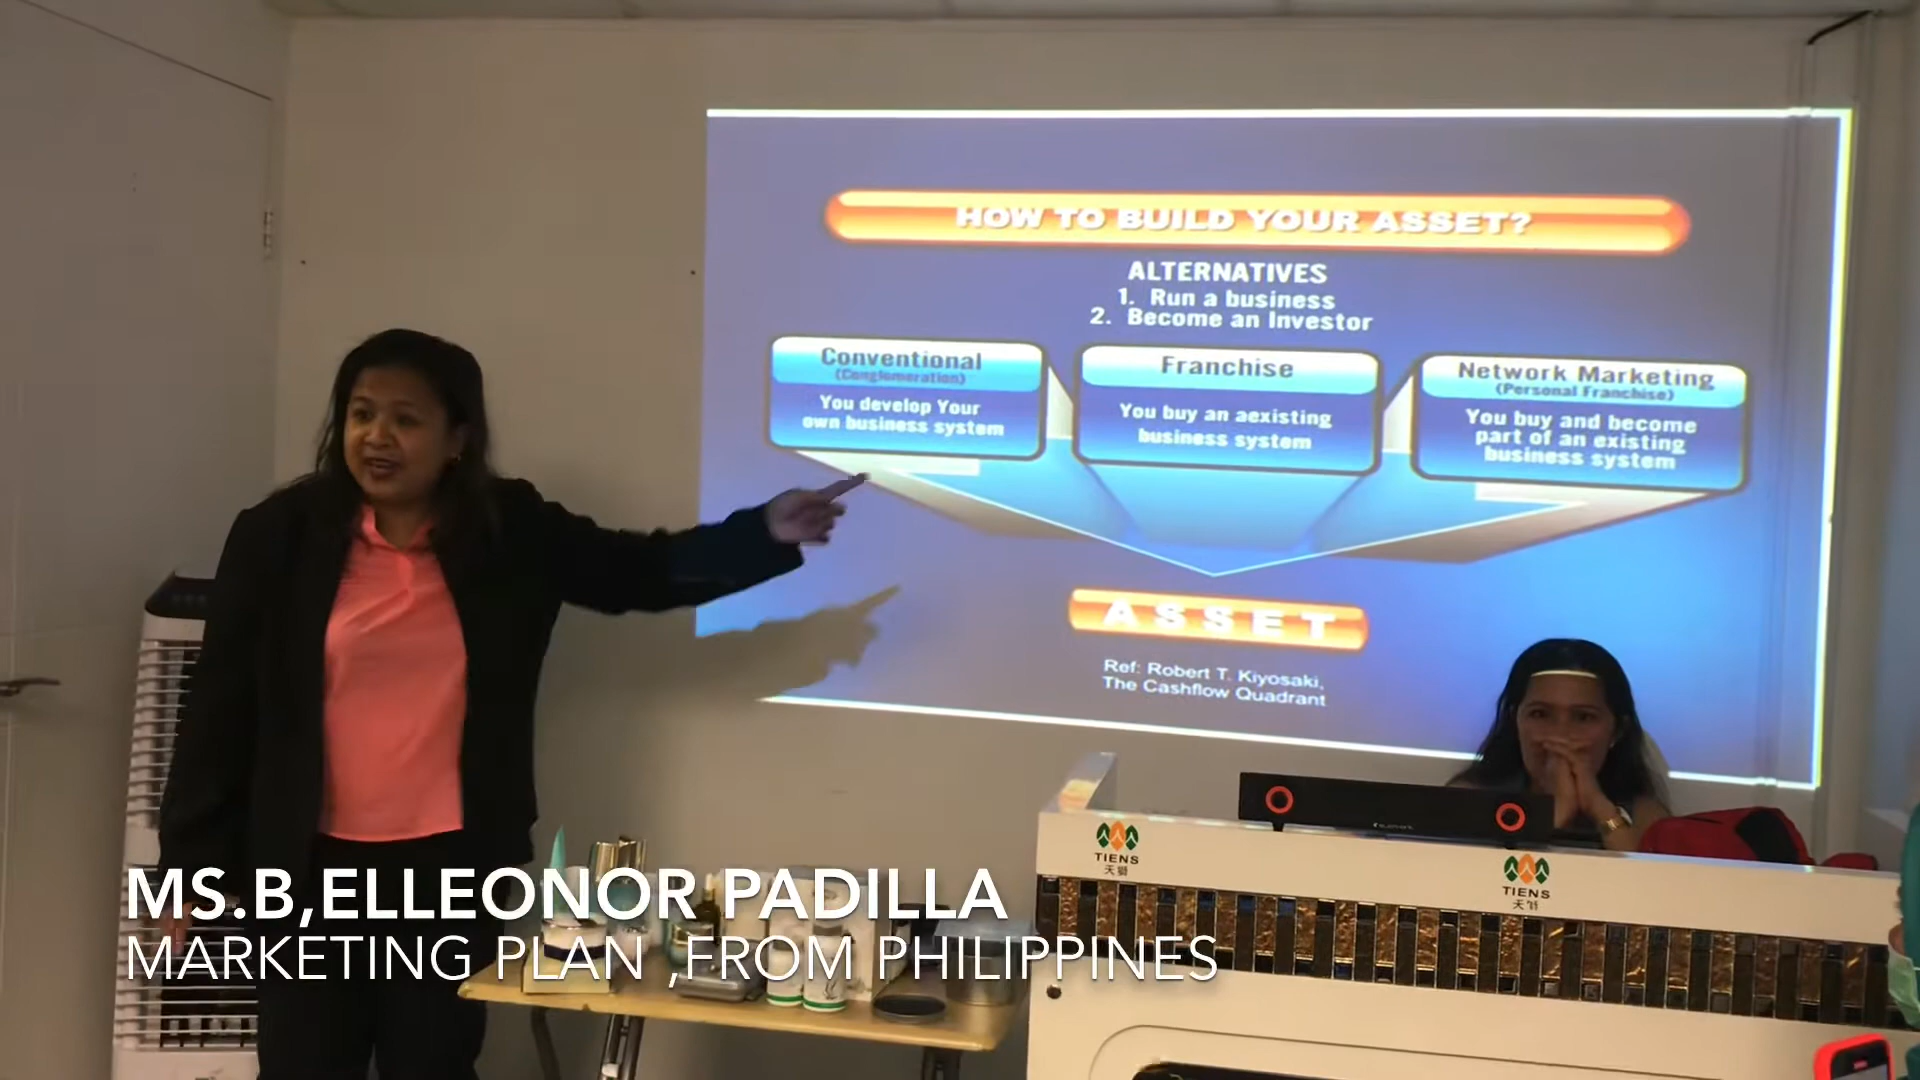 HOW TO BUILD YOUR ASSET?
ALTERNATIVES
1. Run a business
2. Become an Investor
Conventional
(Conglomeration)
You develop Your
own business system
Franchise
You buy an aexisting
business system
Network Marketing
(Personal Franchise)
You buy and become
part of an existing
business system
ASSET
Ref: Robert T. Kiyosaki,
The Cashflow Quadrant
TIENS
天狮
TIENS
天狮
MS.B,ELLEONOR PADILLA
MARKETING PLAN ,FROM PHILIPPINES